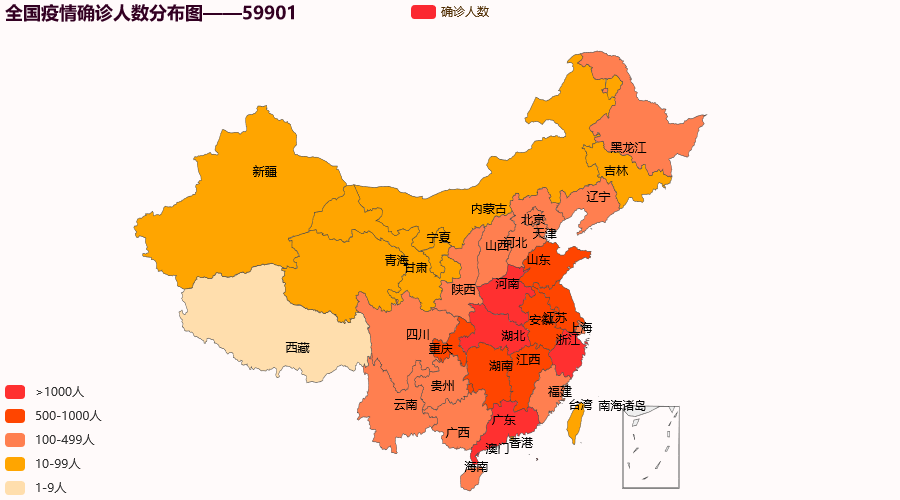 全国疫情确诊人数分布图——59901
确诊人数
黑龙江
新疆
吉林
辽宁
内蒙古
北京
天津
宁夏
山西
河北
青海
甘肃
山东
陕西
河南
安徽
江苏
上海
四川
湖北
浙江
西藏
重庆
江西
湖南
贵州
福建
云南
台湾
南海诸岛
广东
广西
香港
澳门
海南
>1000人
500-1000人
100-499人
10-99人
1-9人